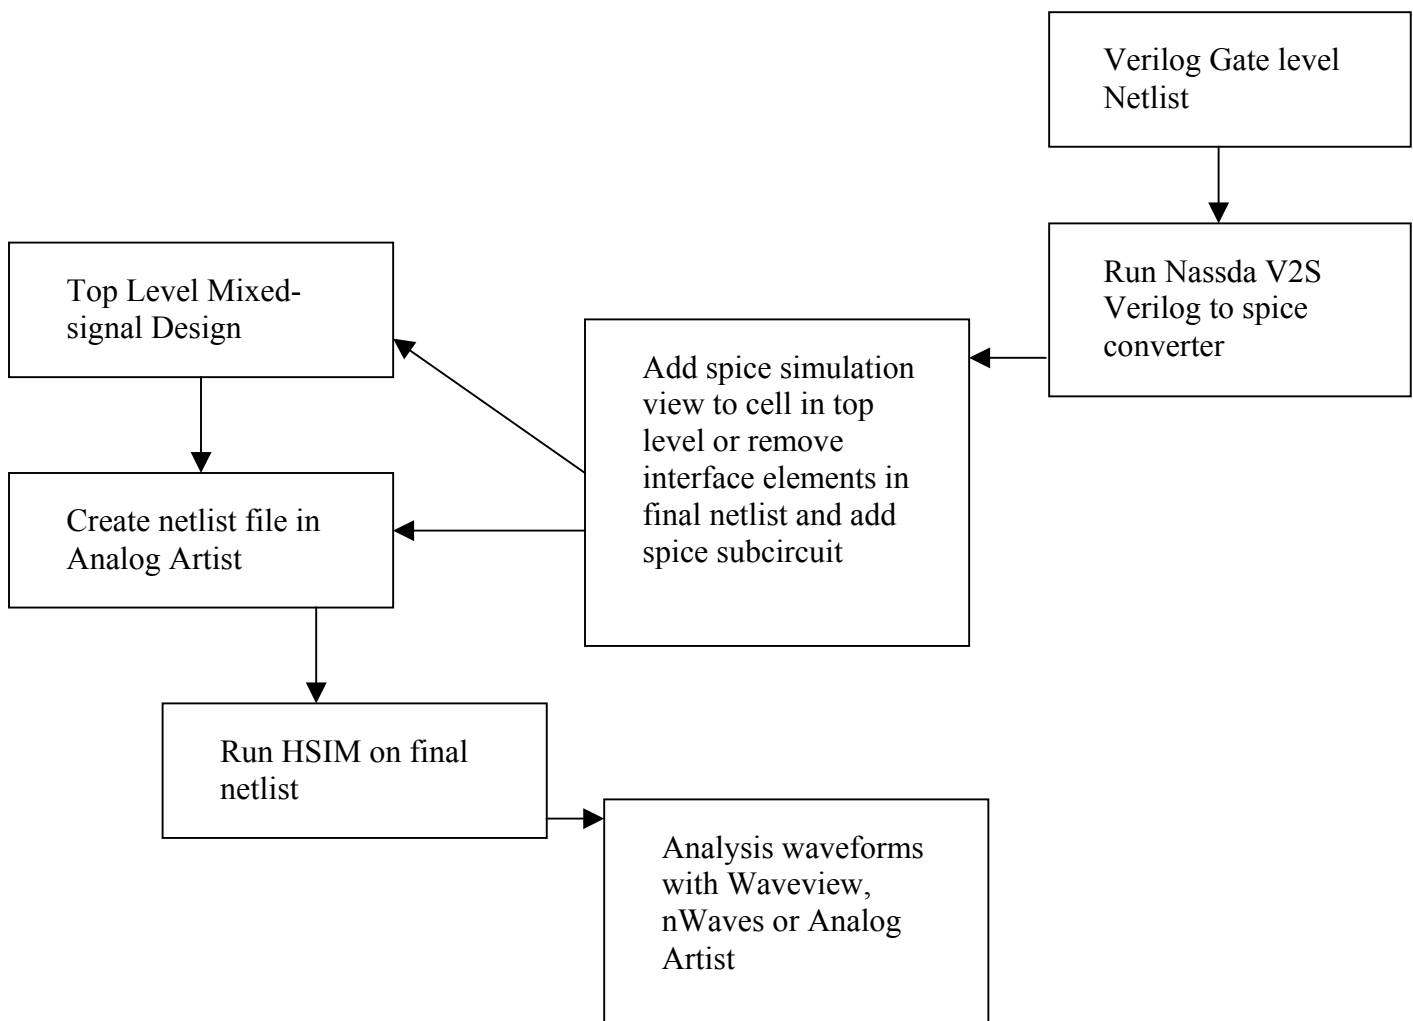 Verilog Gate level
Netlist
Run Nassda V2S
Verilog to spice
converter
Top Level Mixed-
signal Design
Add spice simulation
view to cell in top
level or remove
interface elements in
final netlist and add
spice subcircuit
Create netlist file in
Analog Artist
Run HSIM on final
netlist
Analysis waveforms
with Waveview,
nWaves or Analog
Artist